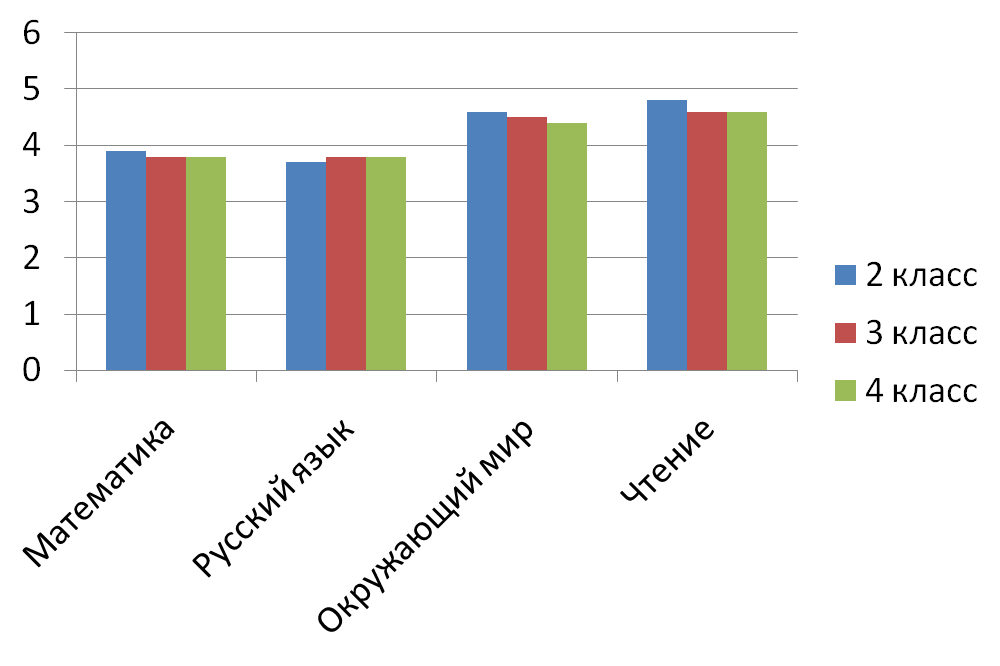 6
5
4
3
2
1
0
Математика
Русский язык
Окружающий мир
Чтение
2 класс
3 класс
4 класс